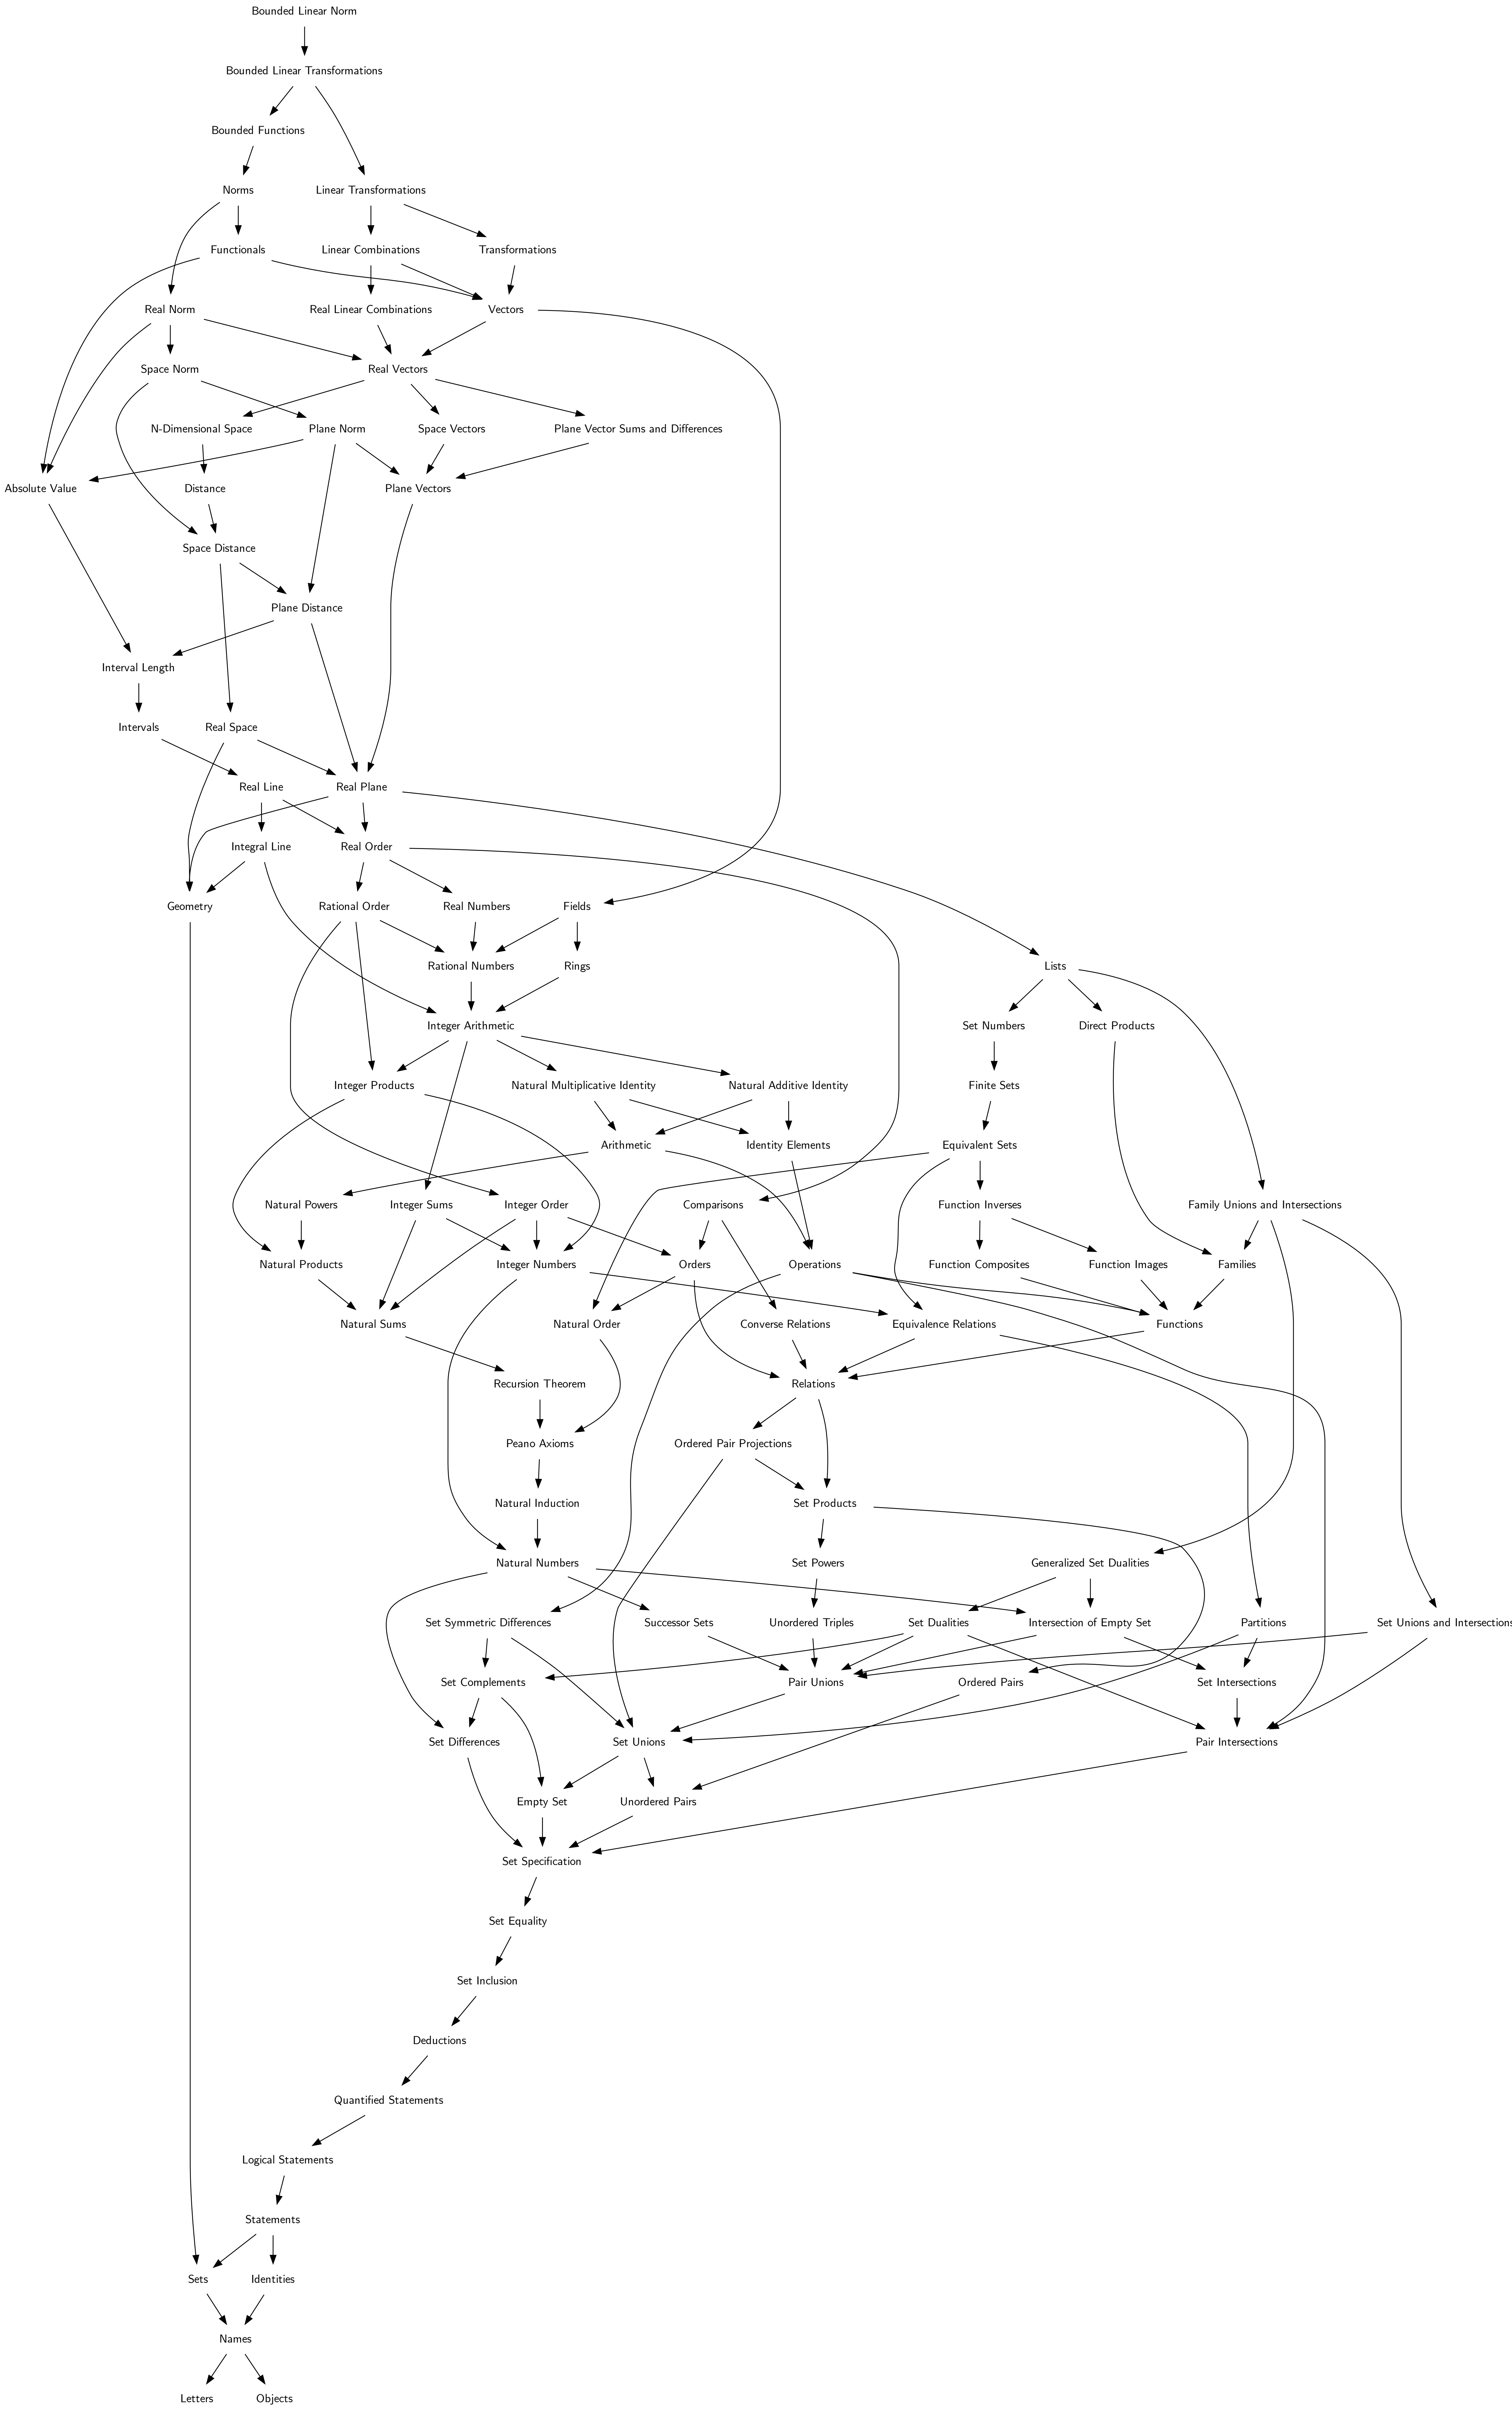 Bounded Linear Norm
Bounded Linear Transformations
Bounded Functions
Norms
Linear Transformations
Functionals
Linear Combinations
Transformations
Real Norm
Real Linear Combinations
Vectors
Space Norm
Real Vectors
N-Dimensional Space
Plane Norm
Space Vectors
Plane Vector Sums and Differences
Absolute Value
Distance
Plane Vectors
Space Distance
Plane Distance
Interval Length
Intervals
Real Space
Real Line
Real Plane
Integral Line
Real Order
Geometry
Rational Order
Real Numbers
Fields
Rational Numbers
Rings
Lists
Integer Arithmetic
Set Numbers
Direct Products
Integer Products
Natural Multiplicative Identity
Natural Additive Identity
Finite Sets
Arithmetic
Identity Elements
Equivalent Sets
Natural Powers
Integer Sums
Integer Order
Comparisons
Function Inverses
Family Unions and Intersections
Natural Products
Integer Numbers
Orders
Operations
Function Composites
Function Images
Families
Natural Sums
Natural Order
Converse Relations
Equivalence Relations
Functions
Recursion Theorem
Relations
Peano Axioms
Ordered Pair Projections
Natural Induction
Set Products
Natural Numbers
Set Powers
Generalized Set Dualities
Set Symmetric Differences
Successor Sets
Unordered Triples
Set Dualities
Intersection of Empty Set
Partitions
Set Unions and Intersections
Set Complements
Pair Unions
Ordered Pairs
Set Intersections
Set Differences
Set Unions
Pair Intersections
Empty Set
Unordered Pairs
Set Specification
Set Equality
Set Inclusion
Deductions
Quantified Statements
Logical Statements
Statements
Sets
Identities
Names
Letters
Objects